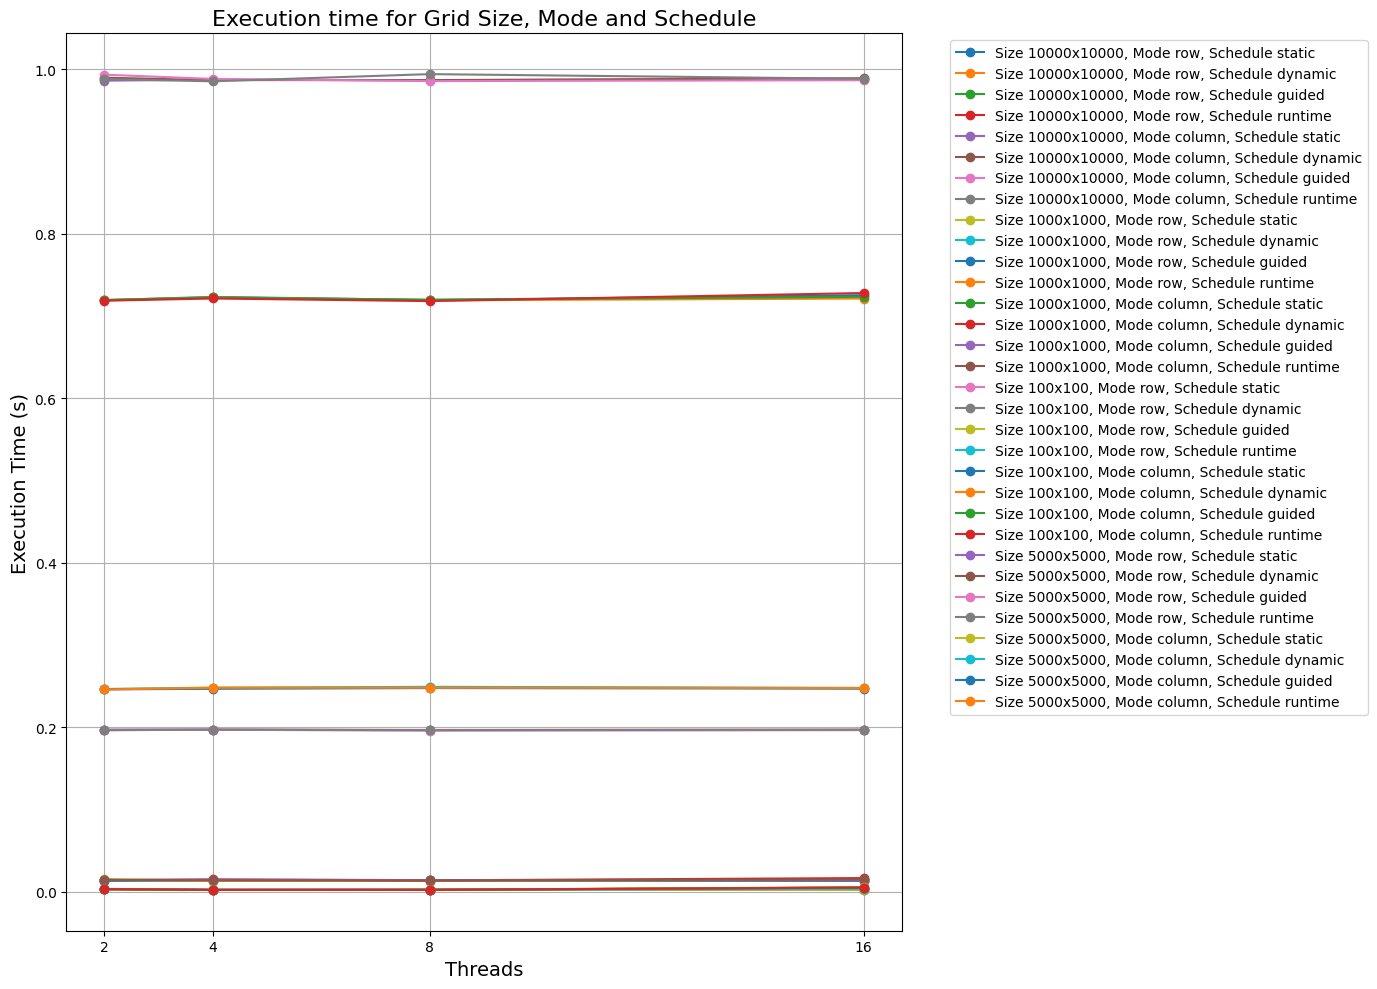 Execution time for Grid Size, Mode and Schedule
1.0
0.8
0.6
0.4
0.2
0.0
Execution Time (s)
2 4 8 16
Threads
Size 10000x10000, Mode row, Schedule static
Size 10000x10000, Mode row, Schedule dynamic
Size 10000x10000, Mode row, Schedule guided
Size 10000x10000, Mode row, Schedule runtime
Size 10000x10000, Mode column, Schedule static
Size 10000x10000, Mode column, Schedule dynamic
Size 10000x10000, Mode column, Schedule guided
Size 10000x10000, Mode column, Schedule runtime
Size 1000x1000, Mode row, Schedule static
Size 1000x1000, Mode row, Schedule dynamic
Size 1000x1000, Mode row, Schedule guided
Size 1000x1000, Mode row, Schedule runtime
Size 1000x1000, Mode column, Schedule static
Size 1000x1000, Mode column, Schedule dynamic
Size 1000x1000, Mode column, Schedule guided
Size 1000x1000, Mode column, Schedule runtime
Size 100x100, Mode row, Schedule static
Size 100x100, Mode row, Schedule dynamic
Size 100x100, Mode row, Schedule guided
Size 100x100, Mode row, Schedule runtime
Size 100x100, Mode column, Schedule static
Size 100x100, Mode column, Schedule dynamic
Size 100x100, Mode column, Schedule guided
Size 100x100, Mode column, Schedule runtime
Size 5000x5000, Mode row, Schedule static
Size 5000x5000, Mode row, Schedule dynamic
Size 5000x5000, Mode row, Schedule guided
Size 5000x5000, Mode row, Schedule runtime
Size 5000x5000, Mode column, Schedule static
Size 5000x5000, Mode column, Schedule dynamic
Size 5000x5000, Mode column, Schedule guided
Size 5000x5000, Mode column, Schedule runtime